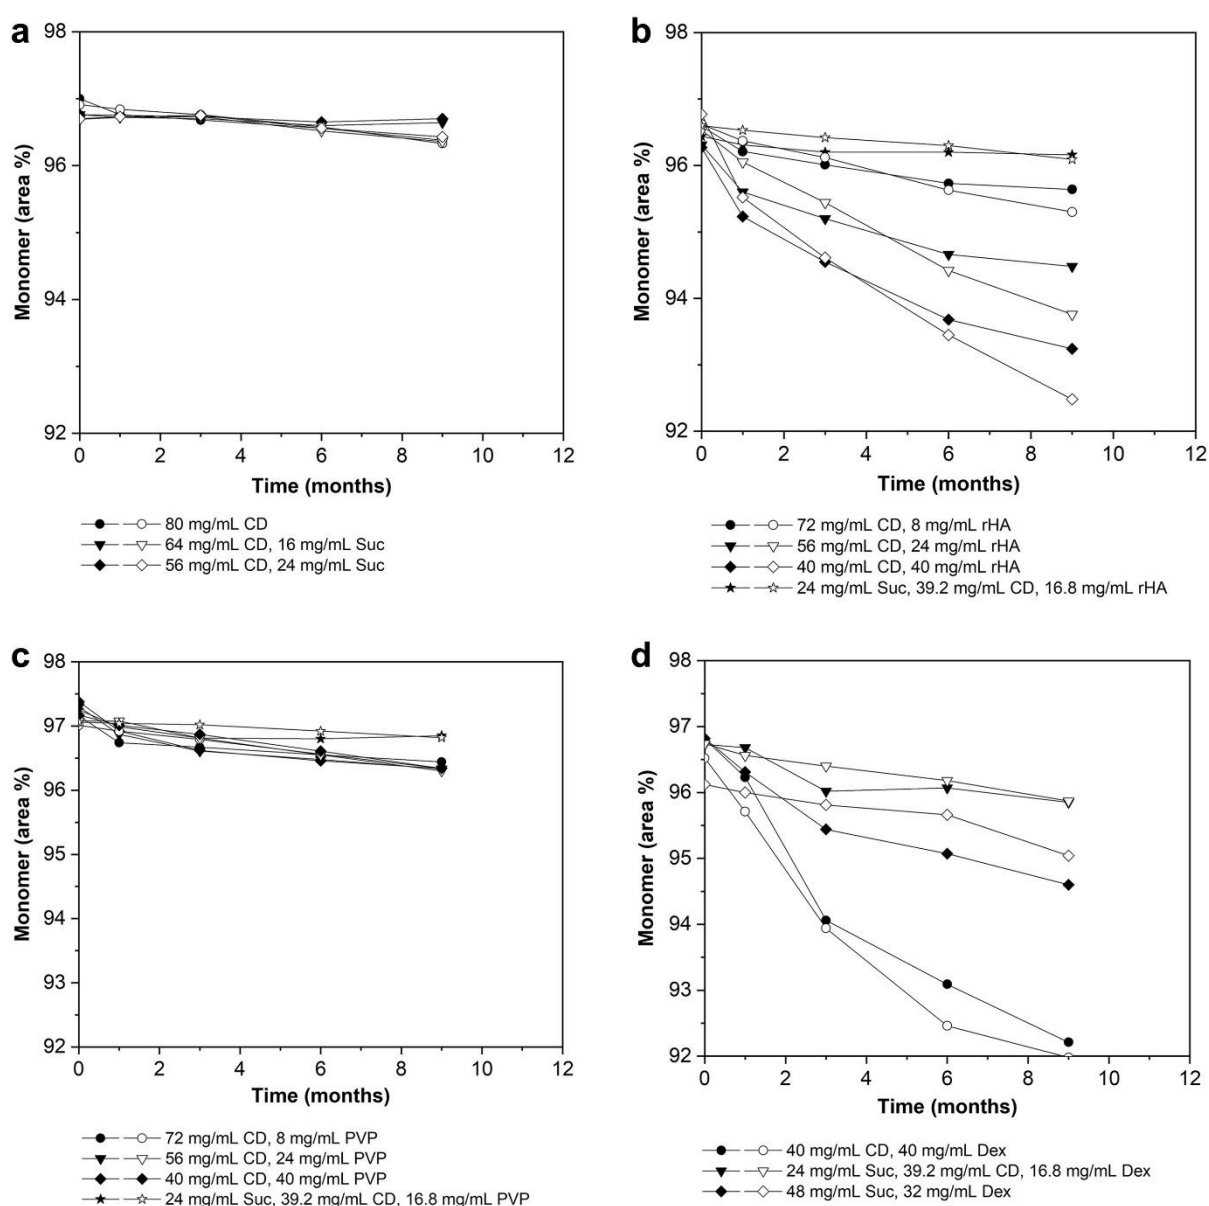 a
98
96
94
92
Monomer (area %)
0 2 4 6 8 10 12
Time (months)
80 mg/mL CD
64 mg/mL CD, 16 mg/mL Suc
56 mg/mL CD, 24 mg/mL Suc
b
98
96
94
92
Monomer (area %)
0 2 4 6 8 10 12
Time (months)
72 mg/mL CD, 8 mg/mL rHA
56 mg/mL CD, 24 mg/mL rHA
40 mg/mL CD, 40 mg/mL rHA
24 mg/mL Suc, 39.2 mg/mL CD, 16.8 mg/mL rHA
c
98
97
96
95
94
93
92
Monomer (area %)
0 2 4 6 8 10 12
Time (months)
72 mg/mL CD, 8 mg/mL PVP
56 mg/mL CD, 24 mg/mL PVP
40 mg/mL CD, 40 mg/mL PVP
24 mg/mL Suc, 39.2 mg/mL CD, 16.8 mg/mL PVP
d
98
97
96
95
94
93
92
Monomer (area %)
0 2 4 6 8 10 12
Time (months)
40 mg/mL CD, 40 mg/mL Dex
24 mg/mL Suc, 39.2 mg/mL CD, 16.8 mg/mL Dex
48 mg/mL Suc, 32 mg/mL Dex